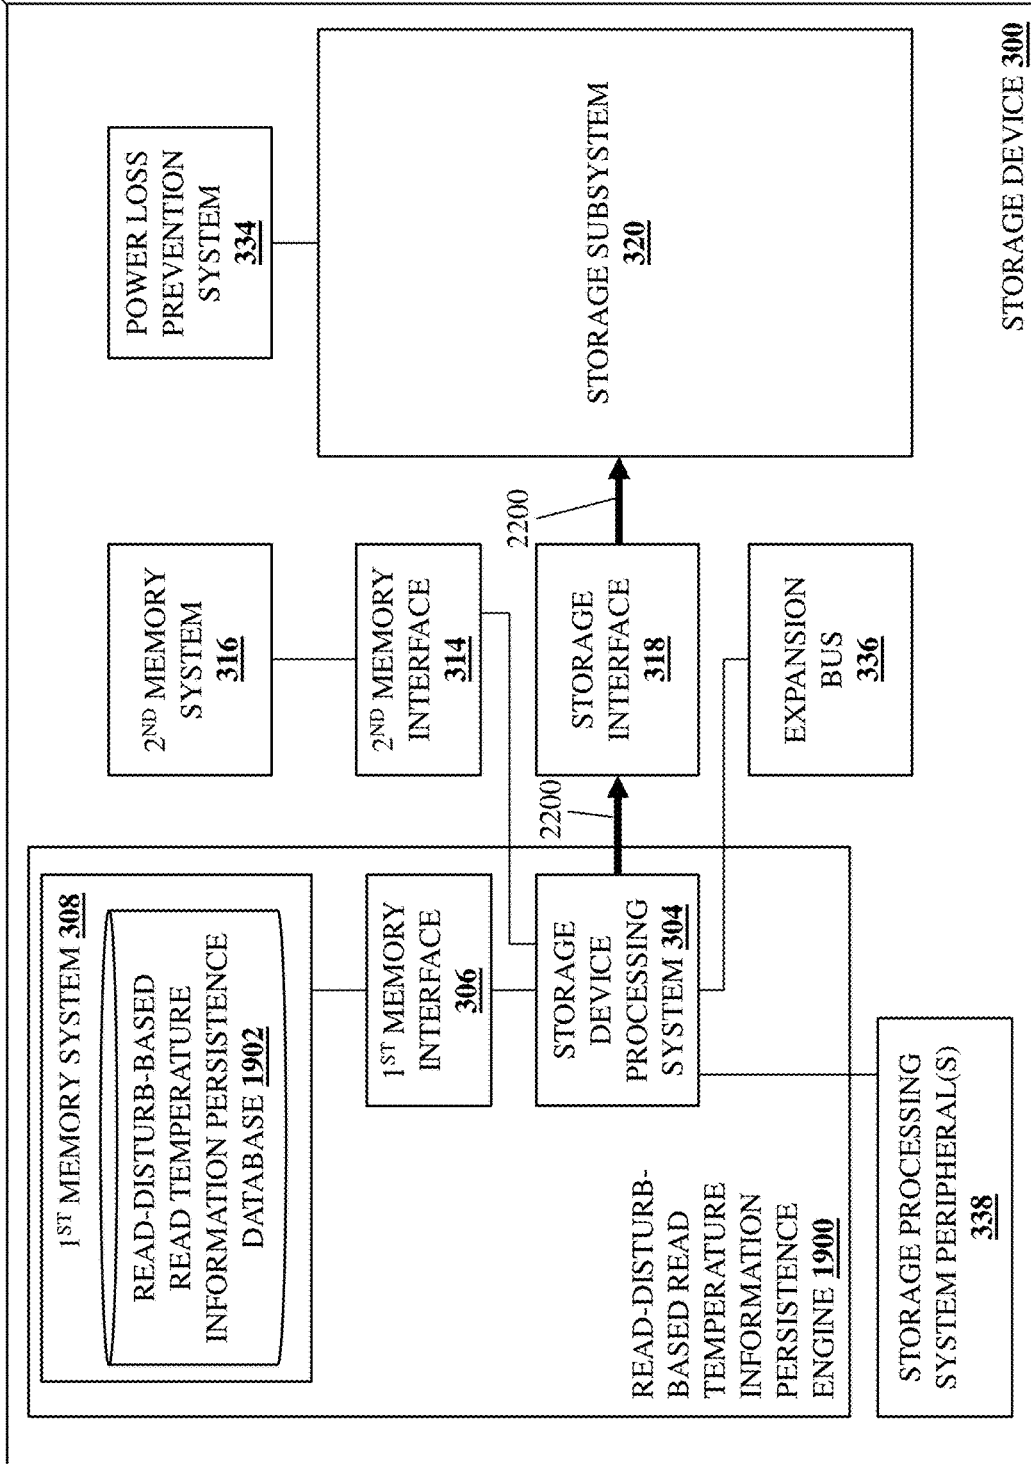 1ST MEMORY SYSTEM 308
READ-DISTURB-BASED
READ TEMPERATURE
INFORMATION PERSISTENCE
DATABASE 1902
1ST MEMORY
INTERFACE
306
STORAGE
DEVICE
PROCESSING
SYSTEM 304
READ-DISTURB-
BASED READ
TEMPERATURE
INFORMATION
PERSISTENCE
ENGINE 1900
STORAGE PROCESSING
SYSTEM PERIPHERAL(S)
338
2ND MEMORY
SYSTEM
316
2ND MEMORY
INTERFACE
314
2200
STORAGE
INTERFACE
318
2200
EXPANSION
BUS
336
POWER LOSS
PREVENTION
SYSTEM
334
STORAGE SUBSYSTEM
320
STORAGE DEVICE 300